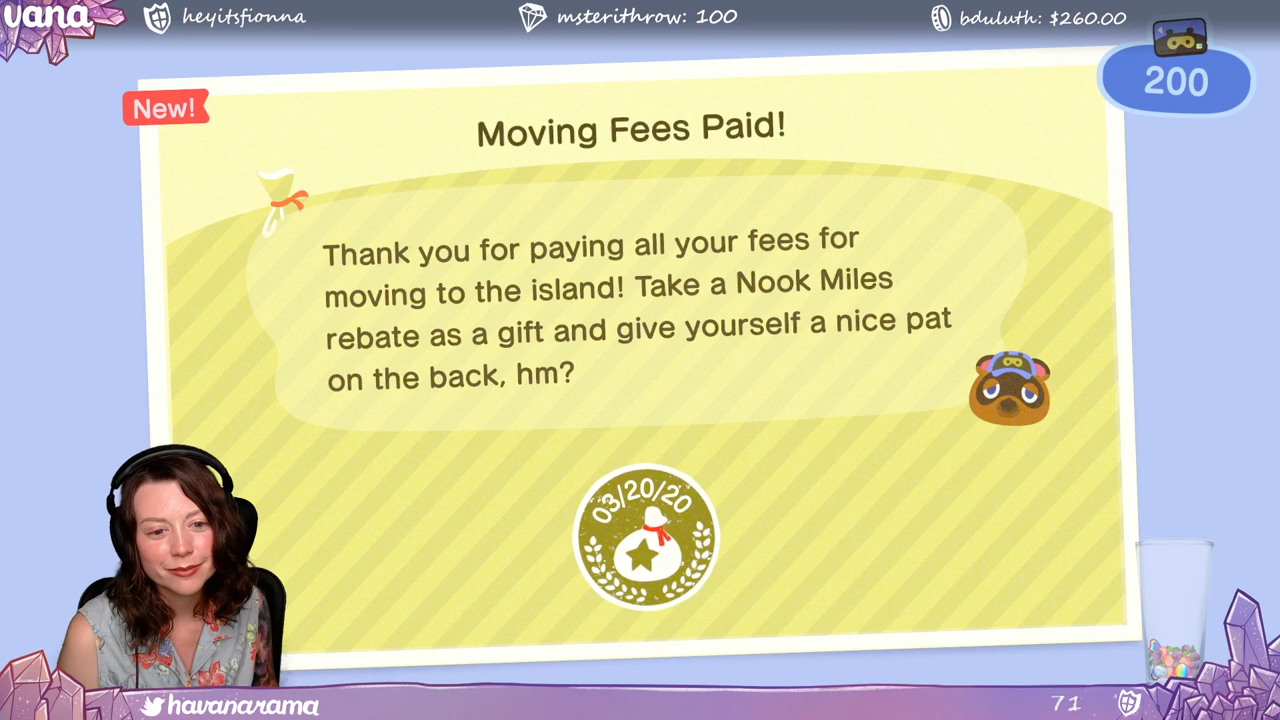 vana
heyitsfionna
msterithrow: 100
bduluth: $260.00
200
New!
Moving Fees Paid!
Thank you for paying all your fees for
moving to the island! Take a Nook Miles
rebate as a gift and give yourself a nice pat
on the back, hm?
03/20/20
havanarama
71